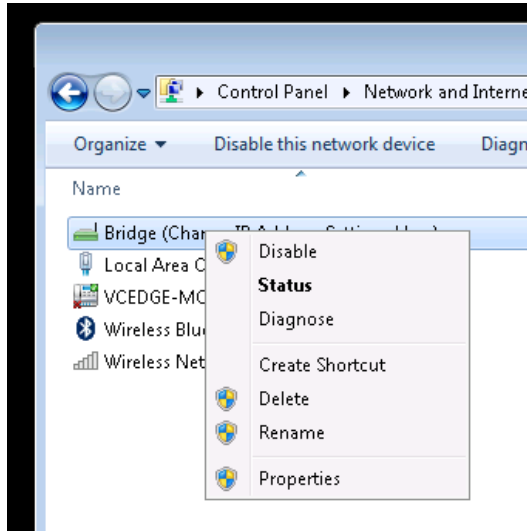 Control Panel Network and Interne
Organize Disable this network device Diagn
Name
Bridge (Chan
Local Area C
VCEDGE-MC
Wireless Blu
Wireless Net
Disable
Status
Diagnose
Create Shortcut
Delete
Rename
Properties